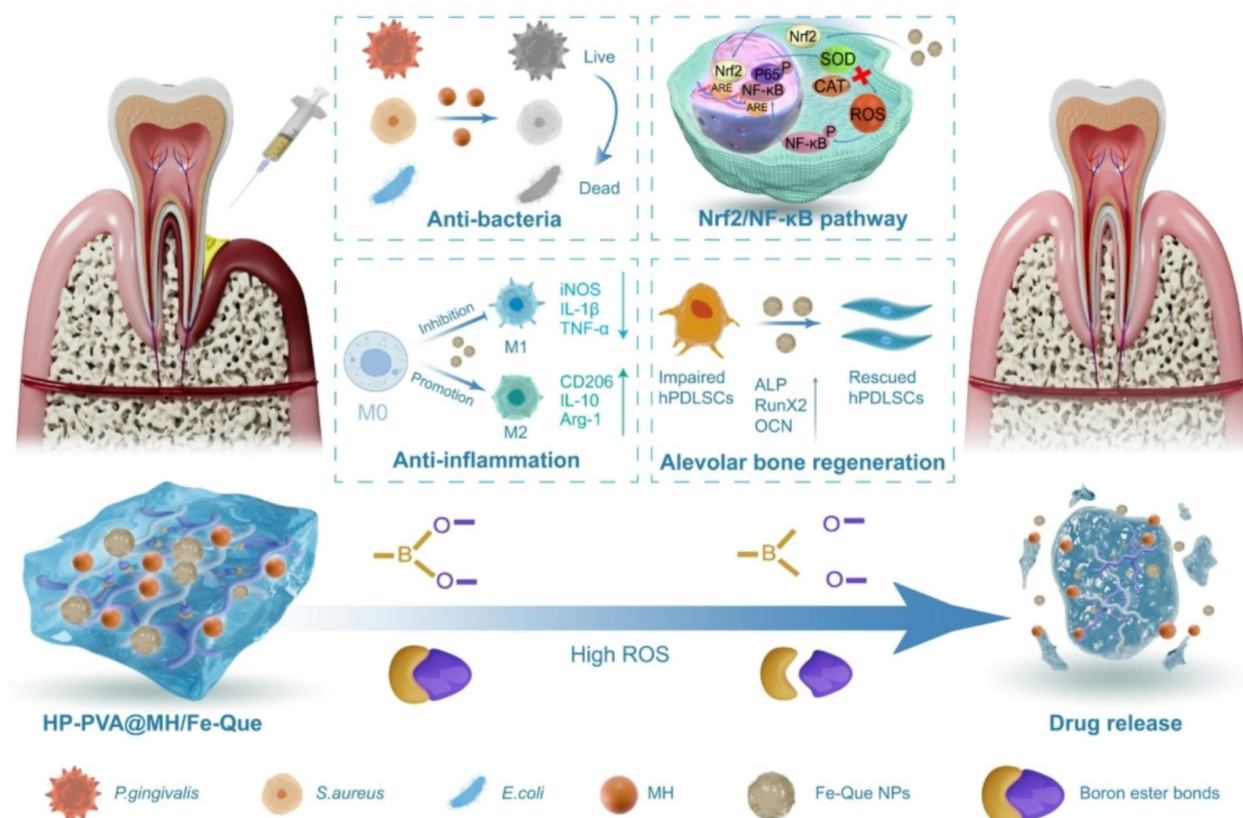 Live
Dead
Anti-bacteria
Nrf2
Nrf2
SOD
P65
P
CAT
ARE
NF-κB
ARE
ROS
NF-κB
P
Nrf2/NF-κB pathway
M0
Inhibition
Promotion
M1
M2
iNOS
IL-1β
TNF-α
CD206
IL-10
Arg-1
Anti-inflammation
Impaired
hPDLSCs
ALP
RunX2
OCN
Rescued
hPDLSCs
Alevolar bone regeneration
B
O
O
B
O
O
High ROS
HP-PVA@MH/Fe-Que
Drug release
P.gingivalis
S.aureus
E.coli
MH
Fe-Que NPs
Boron ester bonds